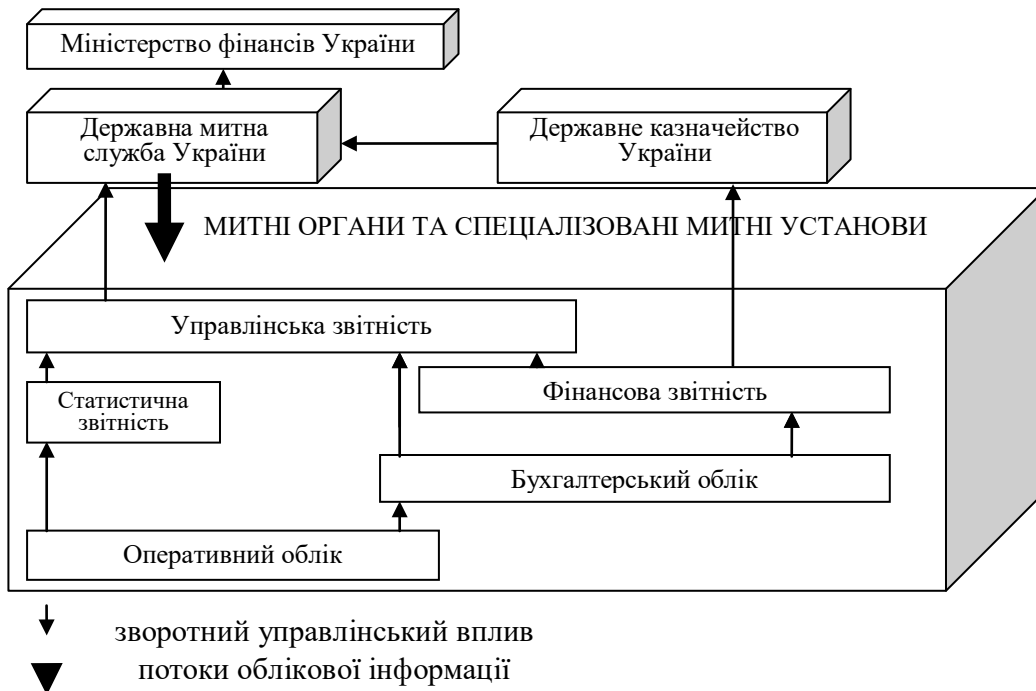 Міністерство фінансів України
Державна митна
служба України
Державне казначейство
України
МИТНІ ОРГАНИ ТА СПЕЦІАЛІЗОВАНІ МИТНІ УСТАНОВИ
Управлінська звітність
Фінансова звітність
Статистична
звітність
Бухгалтерський облік
Оперативний облік
зворотний управлінський вплив
потоки облікової інформації